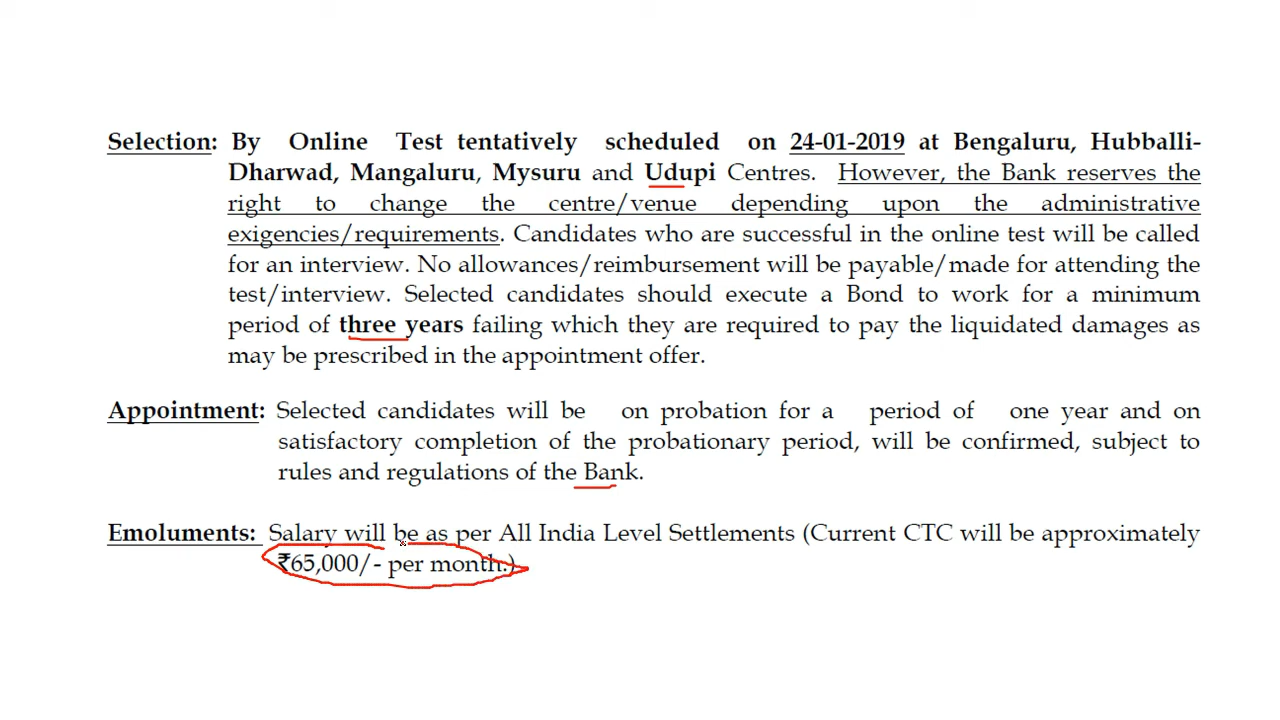 Selection: By Online Test tentatively scheduled on 24-01-2019 at Bengaluru, Hubballi-
Dharwad, Mangaluru, Mysuru and Udupi Centres. However, the Bank reserves the
right to change the centre/venue depending upon the administrative
exigencies/requirements. Candidates who are successful in the online test will be called
for an interview. No allowances/reimbursement will be payable/made for attending the
test/interview. Selected candidates should execute a Bond to work for a minimum
period of three years failing which they are required to pay the liquidated damages as
may be prescribed in the appointment offer.
Appointment: Selected candidates will be on probation for a period of one year and on
satisfactory completion of the probationary period, will be confirmed, subject to
rules and regulations of the Bank.
Emoluments: Salary will be as per All India Level Settlements (Current CTC will be approximately
₹65,000/- per month.)